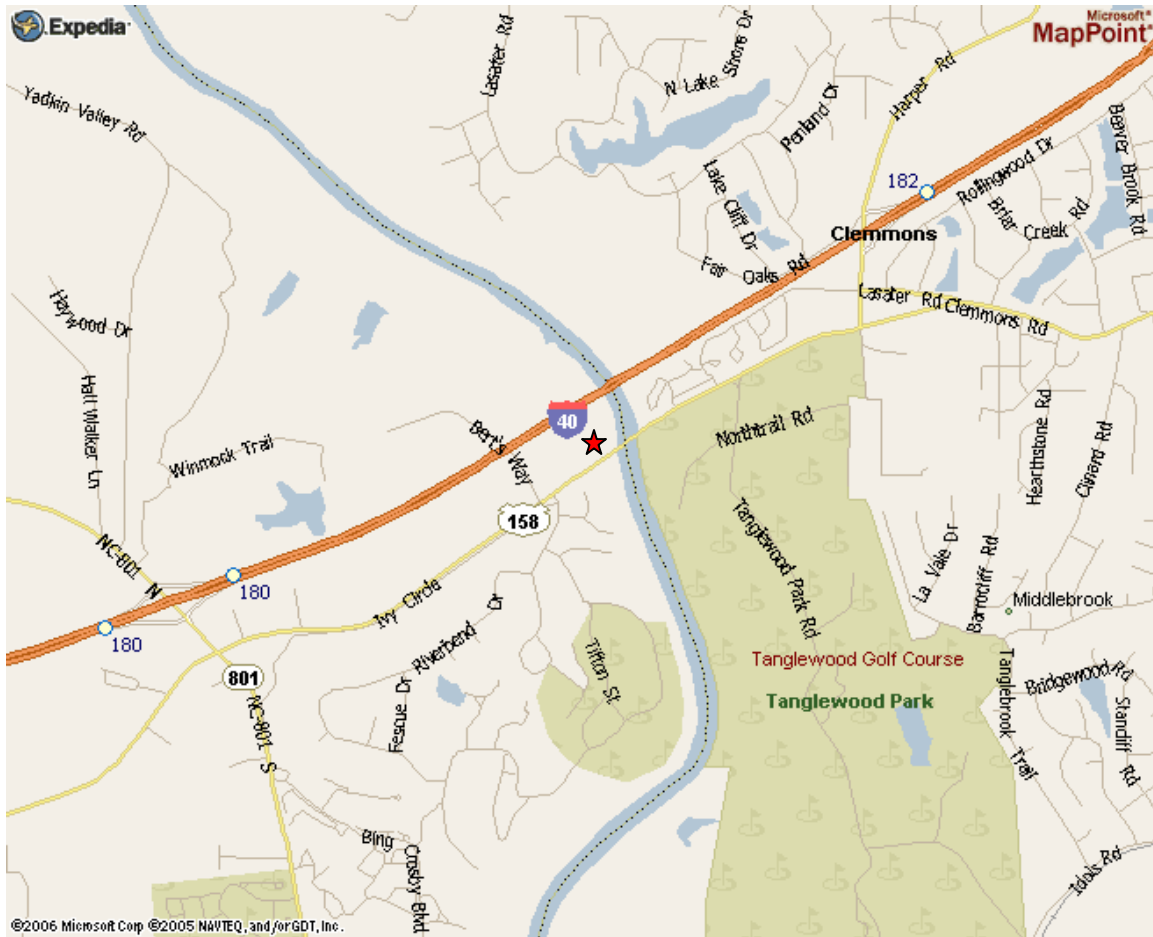 Expedia®
Microsoft®
MapPoint®
Yadkin Valley Rd
Lasater Rd
N Lake Shore Dr
Penland Dr
Harper Rd
Beaver Brook Rd
Rollingwood Dr
182
Lake Cliff Dr
Briar Creek Rd
Clemmons
Fair Oaks Rd
Lasater Rd
Clemmons Rd
Haywood Dr
Hatt Walker Ln
40
Northtrail Rd
Hearthstone Rd
Clinard Rd
Bert's Way
Winmock Trail
158
Tanglewood Park Rd
La Vale Dr
Barrocliff Rd
NC-801 N
180
180
Ivy Circle
Middlebrook
Riverbend Dr
Tifton St
Tanglewood Golf Course
Tanglewood Park
Tanglebrook Trail
Bridgewood Rd
Standiff Rd
801
NC-801 S
Fescue Dr
Bing Crosby Blvd
Idols Rd
©2006 Microsoft Corp ©2005 NAVTEQ, and/or GDT, Inc.